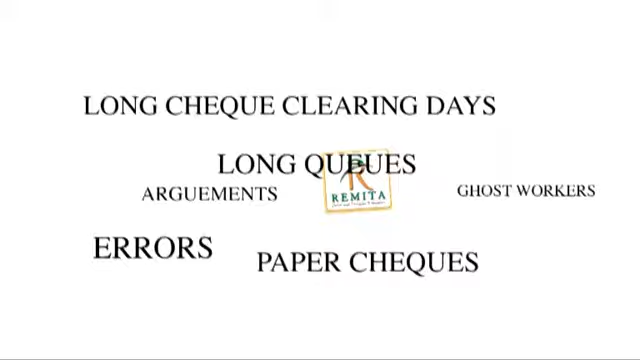 LONG CHEQUE CLEARING DAYS
LONG QUEUES
ARGUEMENTS
GHOST WORKERS
REMITA
ERRORS
PAPER CHEQUES